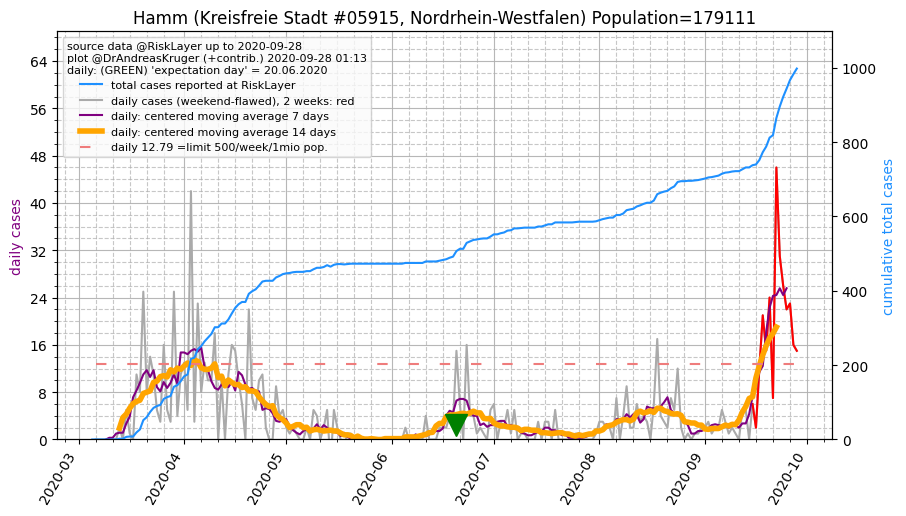 Hamm (Kreisfreie Stadt #05915, Nordrhein-Westfalen) Population=179111
source data @RiskLayer up to 2020-09-28
plot @DrAndreasKruger (+contrib.) 2020-09-28 01:13
daily: (GREEN) 'expectation day' = 20.06.2020
total cases reported at RiskLayer
daily cases (weekend-flawed), 2 weeks: red
daily: centered moving average 7 days
daily: centered moving average 14 days
daily 12.79 =limit 500/week/1mio pop.
daily cases
64
56
48
40
32
24
16
8
0
cumulative total cases
1000
800
600
400
200
0
2020-03
2020-04
2020-05
2020-06
2020-07
2020-08
2020-09
2020-10